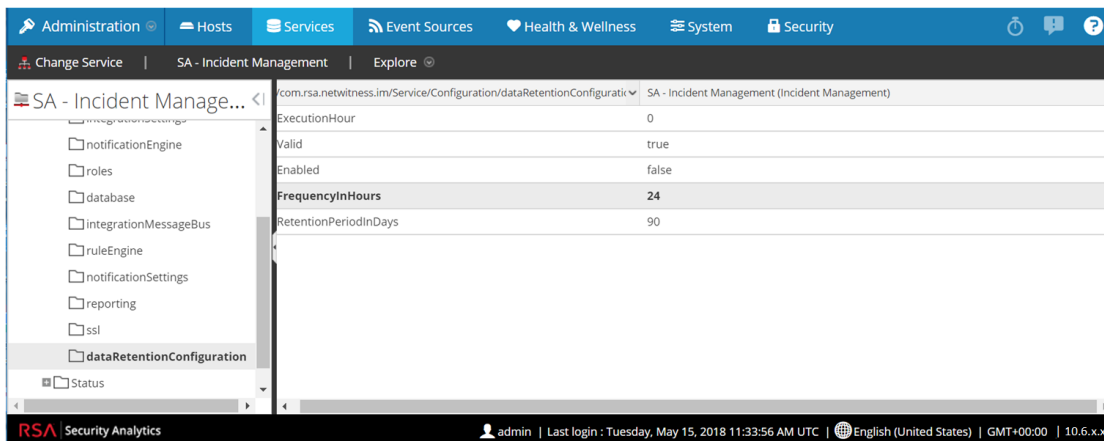 Administration Hosts Services Event Sources Health & Wellness System Security
Change Service | SA - Incident Management | Explore
SA - Incident Manage...
/com.rsa.netwitness.im/Service/Configuration/dataRetentionConfiguratic SA - Incident Management (Incident Management)
integrationSettings
ExecutionHour 0
notificationEngine
Valid true
roles
Enabled false
database
FrequencyInHours 24
integrationMessageBus
RetentionPeriodInDays 90
ruleEngine
notificationSettings
reporting
ssl
dataRetentionConfiguration
Status
RSA Security Analytics
admin | Last login : Tuesday, May 15, 2018 11:33:56 AM UTC | English (United States) | GMT+00:00 | 10.6.x.x